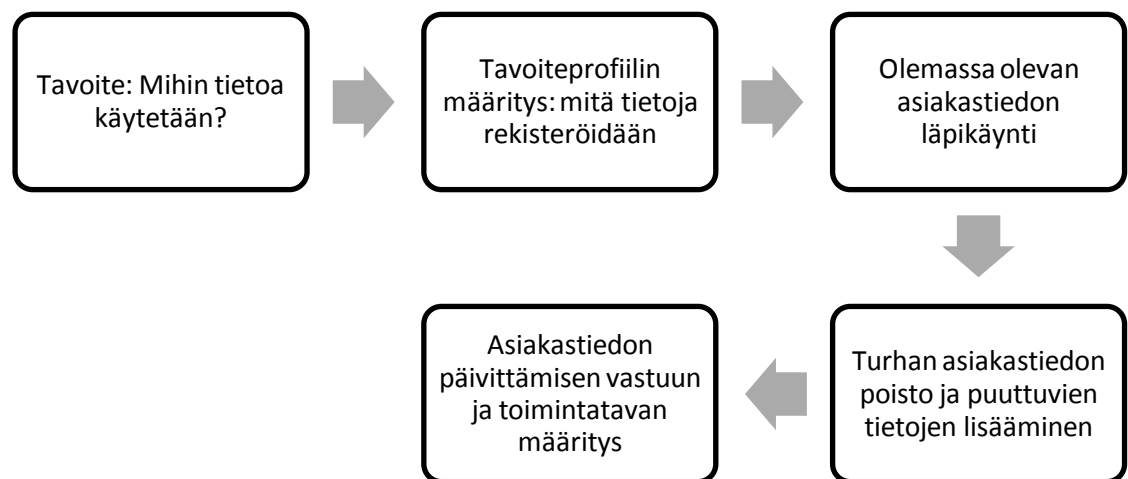 Tavoite: Mihin tietoa
käytetään?
Tavoiteprofiilin
määritys: mitä tietoja
rekisteröidään
Olemassa olevan
asiakastiedon
läpikäynti
Turhan asiakastiedon
poisto ja puuttuvien
tietojen lisääminen
Asiakastiedon
päivittämisen vastuun
ja toimintatavan
määritys